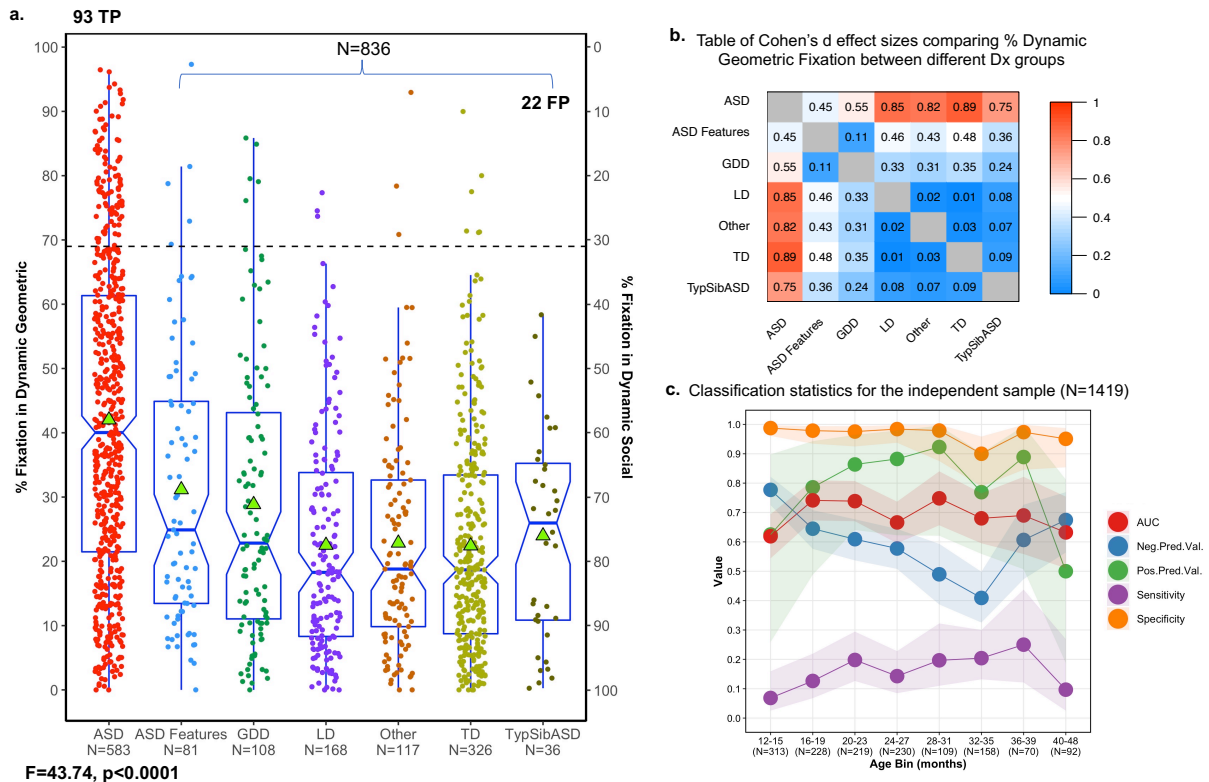 a.
93 TP
N=836
22 FP
100
90
80
70
60
50
40
30
20
10
0
% Fixation in Dynamic Geometric
0
10
20
30
40
50
60
70
80
90
100
% Fixation in Dynamic Social
ASD ASD Features GDD LD Other TD TypSibASD
N=583 N=81 N=108 N=168 N=117 N=326 N=36
F=43.74, p<0.0001
b. Table of Cohen's d effect sizes comparing % Dynamic
Geometric Fixation between different Dx groups
ASD 0.45 0.55 0.85 0.82 0.89 0.75
ASD Features 0.45 0.11 0.46 0.43 0.48 0.36
GDD 0.55 0.11 0.33 0.31 0.35 0.24
LD 0.85 0.46 0.33 0.02 0.01 0.08
Other 0.82 0.43 0.31 0.02 0.03 0.07
TD 0.89 0.48 0.35 0.01 0.03 0.09
TypSibASD 0.75 0.36 0.24 0.08 0.07 0.09
ASD ASD Features GDD LD Other TD TypSibASD
1
0.8
0.6
0.4
0.2
0
c. Classification statistics for the independent sample (N=1419)
1.0
0.9
0.8
0.7
0.6
0.5
0.4
0.3
0.2
0.1
0.0
Value
12-15 16-19 20-23 24-27 28-31 32-35 36-39 40-48
(N=313) (N=228) (N=219) (N=230) (N=109) (N=158) (N=70) (N=92)
Age Bin (months)
AUC
Neg.Pred.Val.
Pos.Pred.Val.
Sensitivity
Specificity